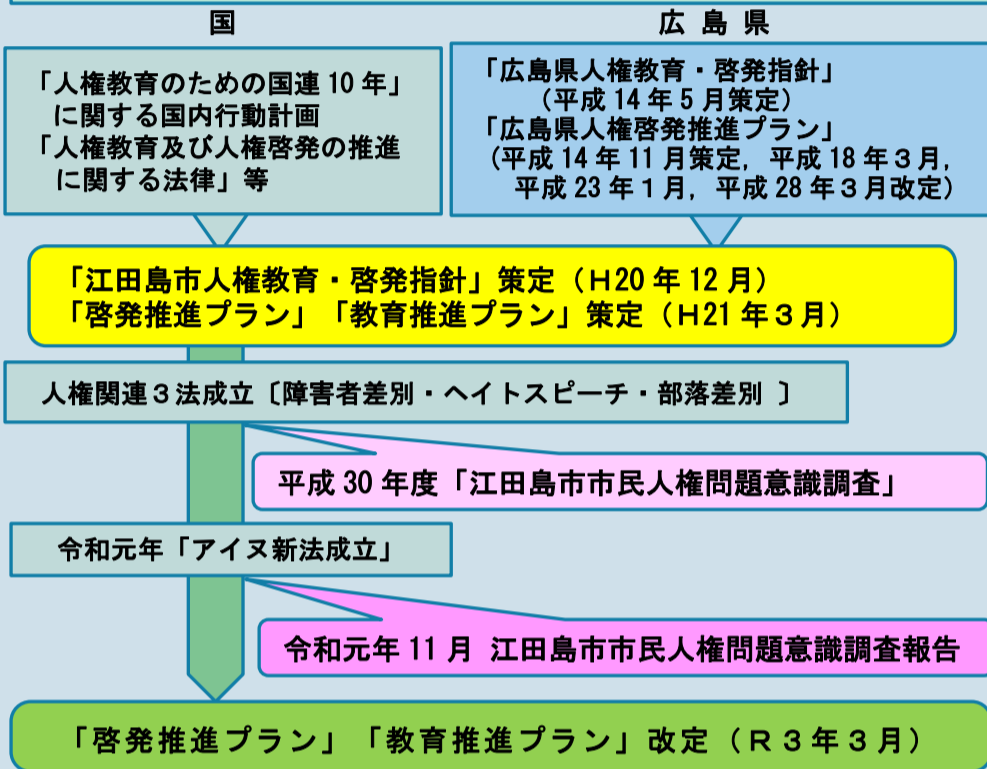 国
広島県
「人権教育のための国連10年」
に関する国内行動計画
「人権教育及び人権啓発の推進
に関する法律」等
「広島県人権教育・啓発指針」
（平成14年5月策定）
「広島県人権啓発推進プラン」
(平成14年11月策定，平成18年３月，
平成23年１月，平成28年３月改定)
「江田島市人権教育・啓発指針」策定（Ｈ20年12月）
「啓発推進プラン」「教育推進プラン」策定（Ｈ21年３月）
人権関連３法成立〔障害者差別・ヘイトスピーチ・部落差別 〕
平成30年度「江田島市市民人権問題意識調査」
令和元年「アイヌ新法成立」
令和元年11月 江田島市市民人権問題意識調査報告
「啓発推進プラン」「教育推進プラン」改定（Ｒ３年３月）